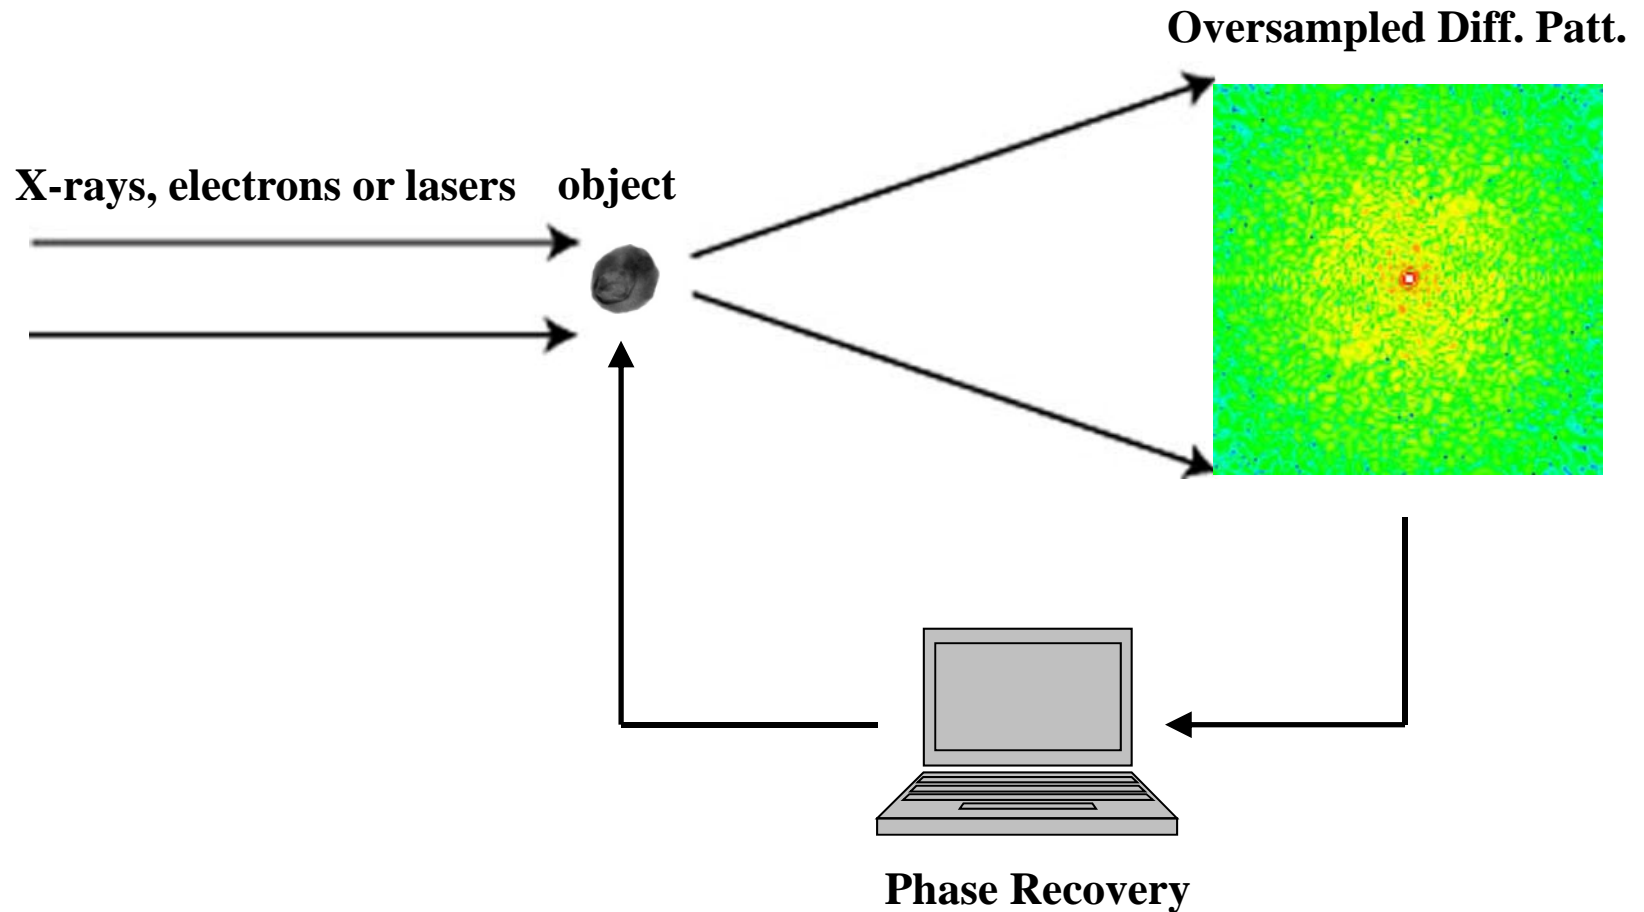 Oversampled Diff. Patt.
X-rays, electrons or lasers
object
Phase Recovery